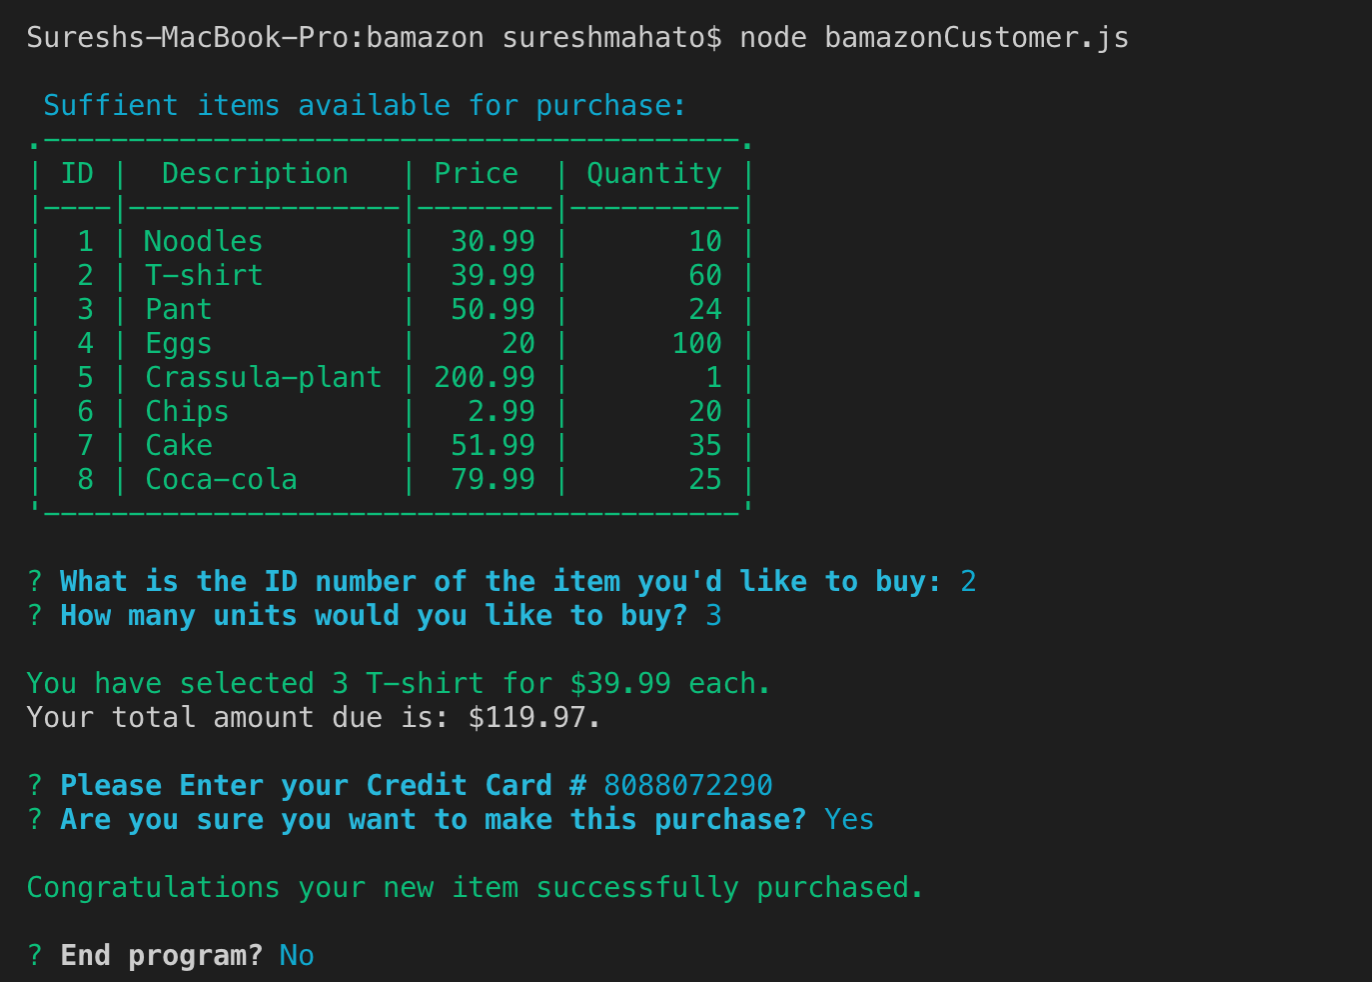 Sureshs-MacBook-Pro:bamazon sureshmahato$ node bamazonCustomer.js
Suffient items available for purchase:
.-----------------------------------------.
| ID |  Description   | Price  | Quantity |
|----|----------------|--------|----------|
|  1 | Noodles        |  30.99 |       10 |
|  2 | T-shirt        |  39.99 |       60 |
|  3 | Pant           |  50.99 |       24 |
|  4 | Eggs           |     20 |      100 |
|  5 | Crassula-plant | 200.99 |        1 |
|  6 | Chips          |   2.99 |       20 |
|  7 | Cake           |  51.99 |       35 |
|  8 | Coca-cola      |  79.99 |       25 |
'-----------------------------------------'
? What is the ID number of the item you'd like to buy: 2
? How many units would you like to buy? 3
You have selected 3 T-shirt for $39.99 each.
Your total amount due is: $119.97.
? Please Enter your Credit Card # 8088072290
? Are you sure you want to make this purchase? Yes
Congratulations your new item successfully purchased.
? End program? No